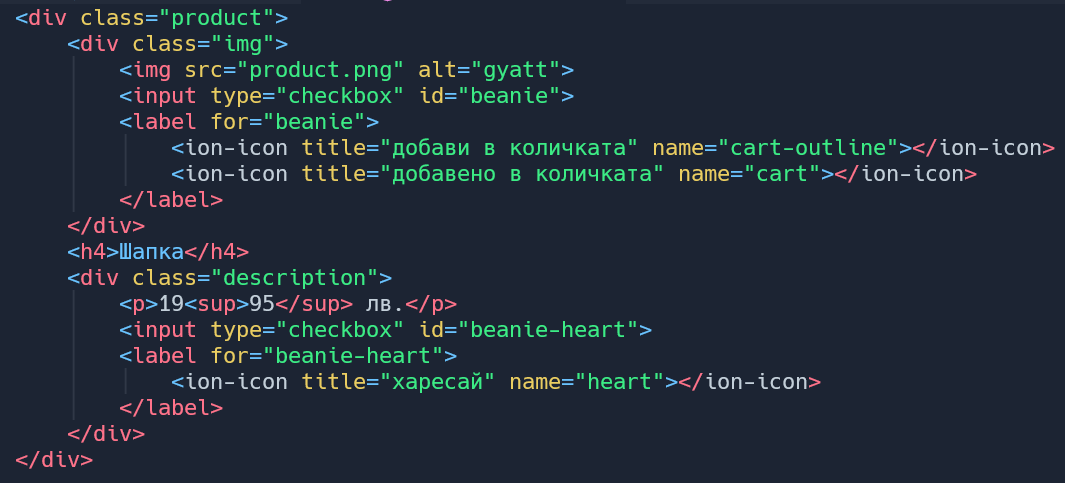 <div class="product">
<div class="img">
<img src="product.png" alt="gyatt">
<input type="checkbox" id="beanie">
<label for="beanie">
<ion-icon title="добави в количката" name="cart-outline"></ion-icon>
<ion-icon title="добавено в количката" name="cart"></ion-icon>
</label>
</div>
<h4>Шапка</h4>
<div class="description">
<p>19<sup>95</sup> лв.</p>
<input type="checkbox" id="beanie-heart">
<label for="beanie-heart">
<ion-icon title="харесай" name="heart"></ion-icon>
</label>
</div>
</div>